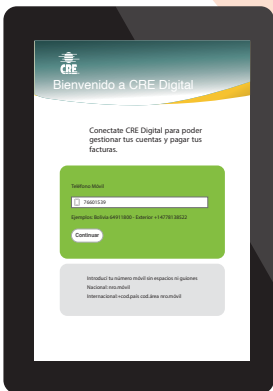 CRE
Bienvenido a CRE Digital
Conectate CRE Digital para poder
gestionar tus cuentas y pagar tus
facturas.
Teléfono Móvil
76601539
Ejemplos: Bolivia 64911800 - Exterior +14778138522
Continuar
Introducí tu número móvil sin espacios ni guiones
Nacional: nro.móvil
Internacional +cod.país cod.área nro.móvil